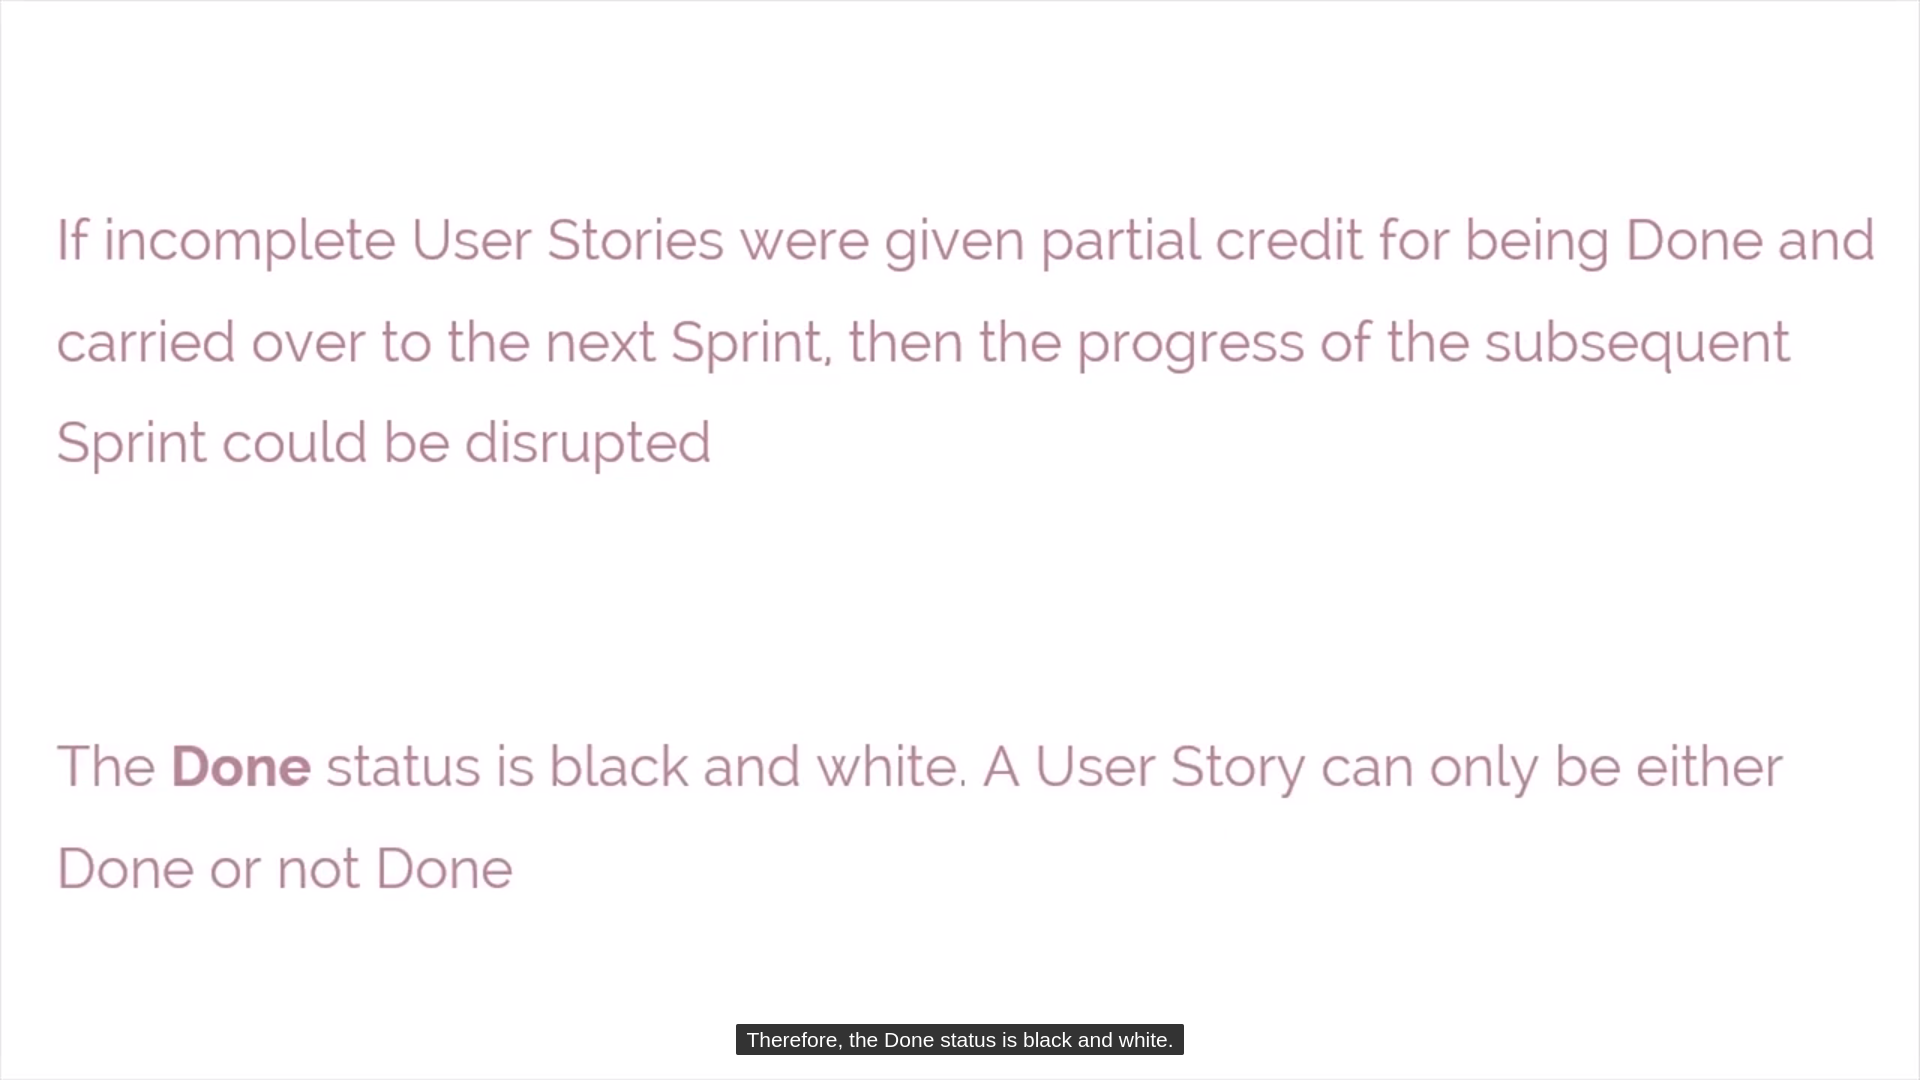 If incomplete User Stories were given partial credit for being Done and
carried over to the next Sprint, then the progress of the subsequent
Sprint could be disrupted
The Done status is black and white. A User Story can only be either
Done or not Done
Therefore, the Done status is black and white.